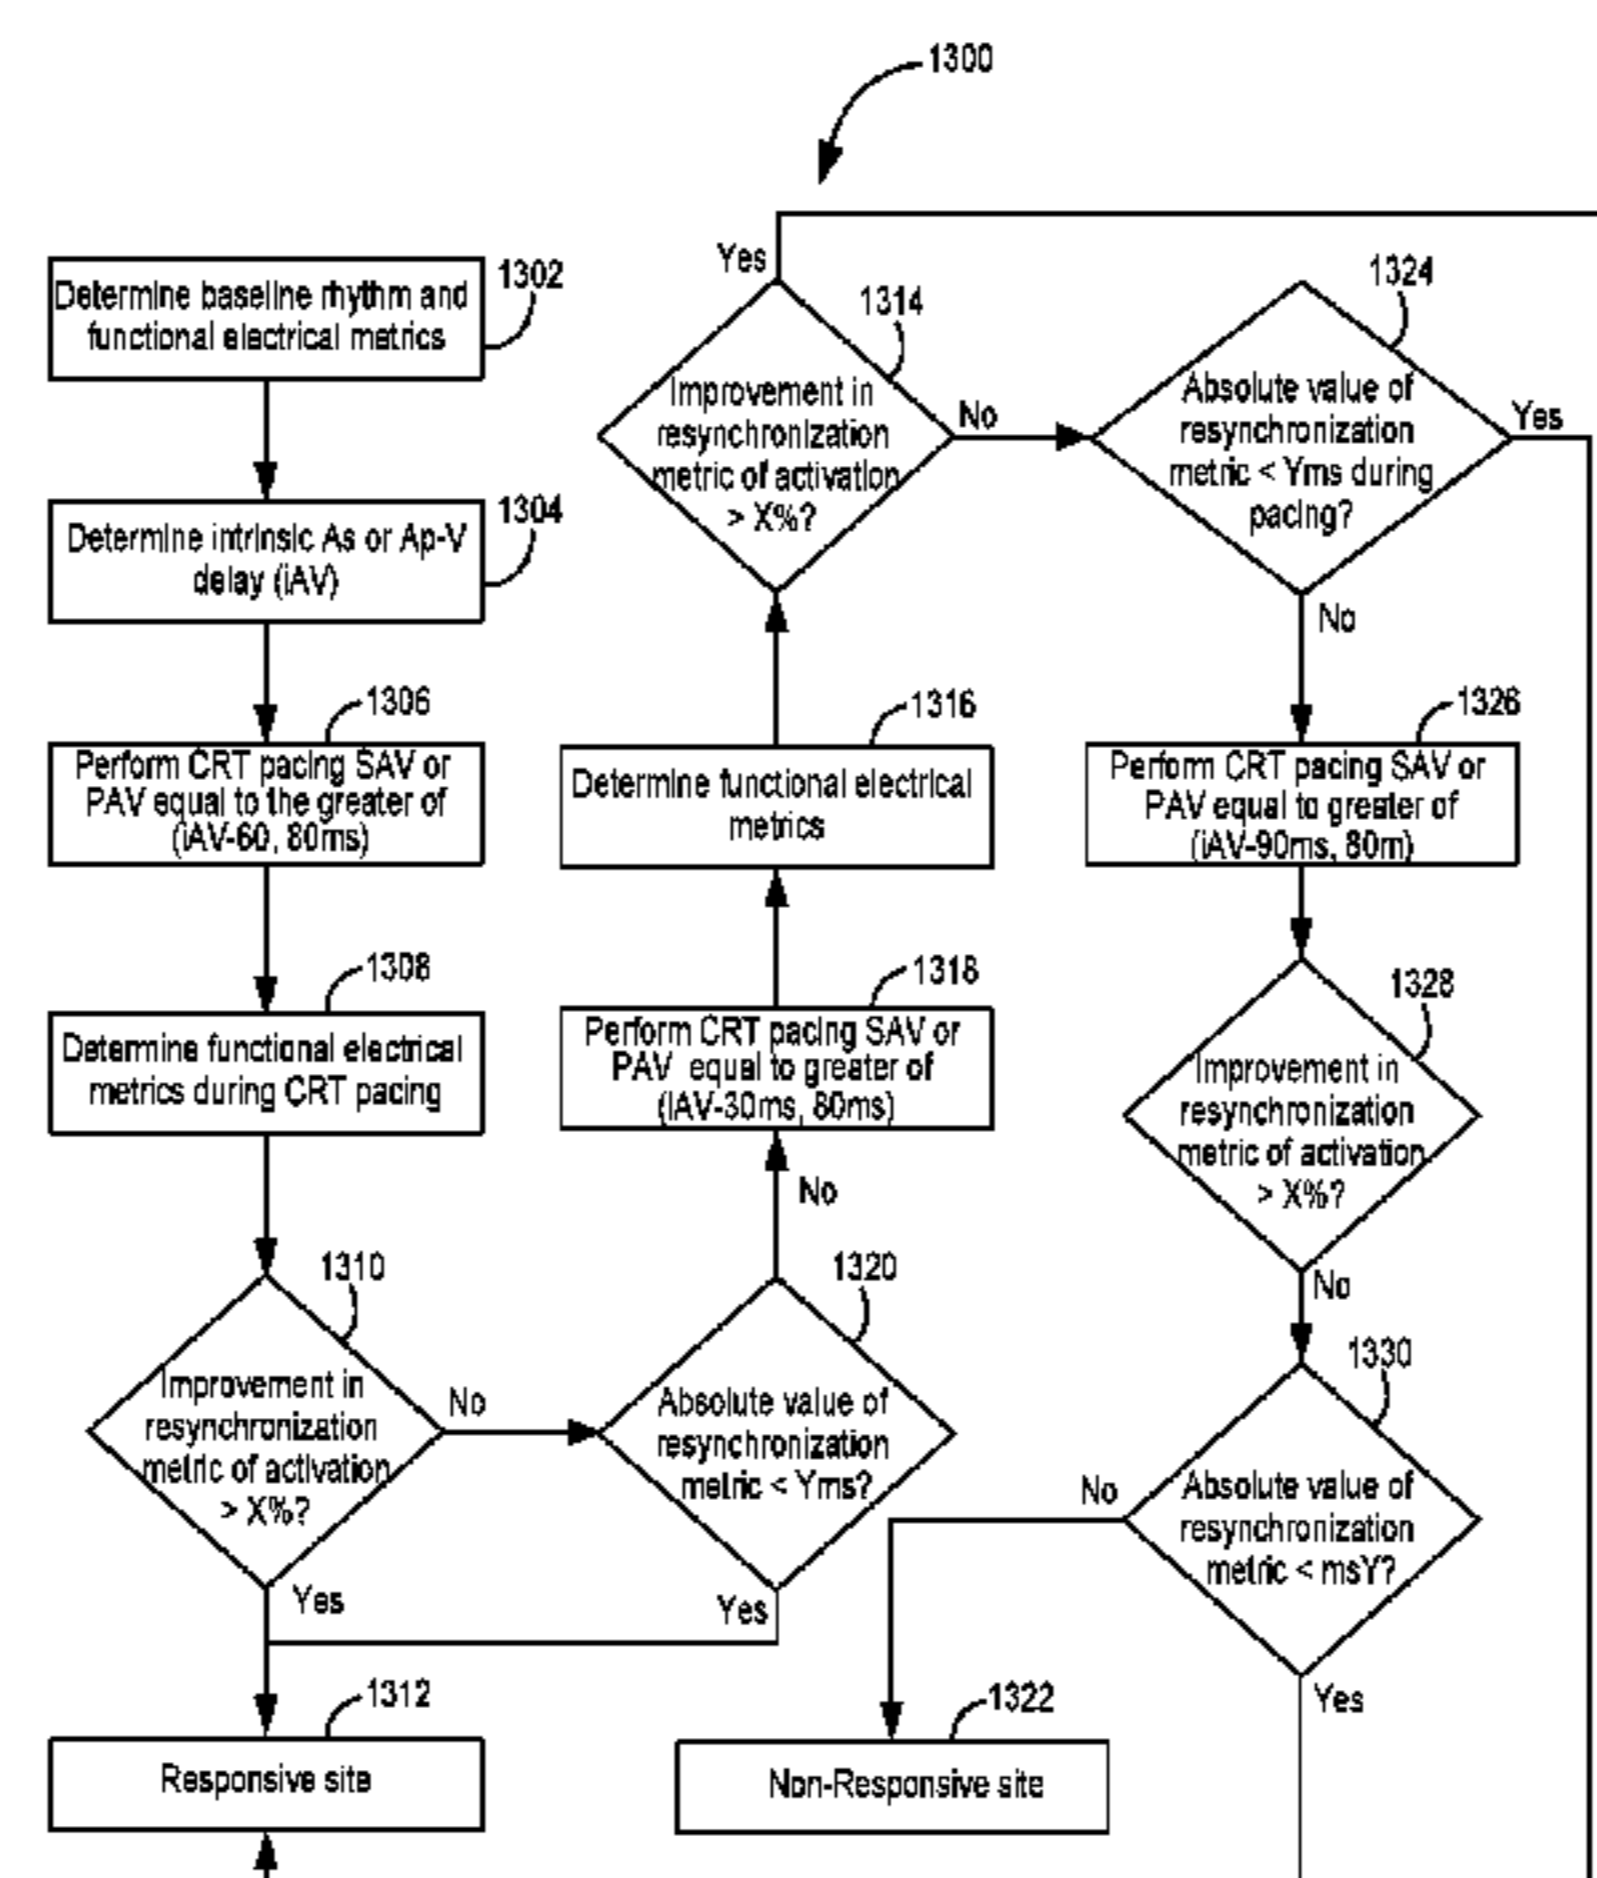 1300
1302
Determine baseline rhythm and
functional electrical metrics
1304
Determine intrinsic As or Ap-V
delay (iAV)
1306
Perform CRT pacing SAV or
PAV equal to the greater of
(iAV-60, 80ms)
1308
Determine functional electrical
metrics during CRT pacing
1310
Improvement in
resynchronization
metric of activation
> X%?
No
Yes
1312
Responsive site
Yes
1314
Improvement in
resynchronization
metric of activation
> X%?
No
1316
Determine functional electrical
metrics
1318
Perform CRT pacing SAV or
PAV equal to greater of
(iAV-30ms, 80ms)
No
1320
Absolute value of
resynchronization
metric < Yms?
Yes
1322
Non-Responsive site
1324
Absolute value of
resynchronization
metric < Yms during
pacing?
Yes
No
1326
Perform CRT pacing SAV or
PAV equal to greater of
(iAV-90ms, 80m)
1328
Improvement in
resynchronization
metric of activation
> X%?
No
1330
Absolute value of
resynchronization
metric < msY?
No
Yes